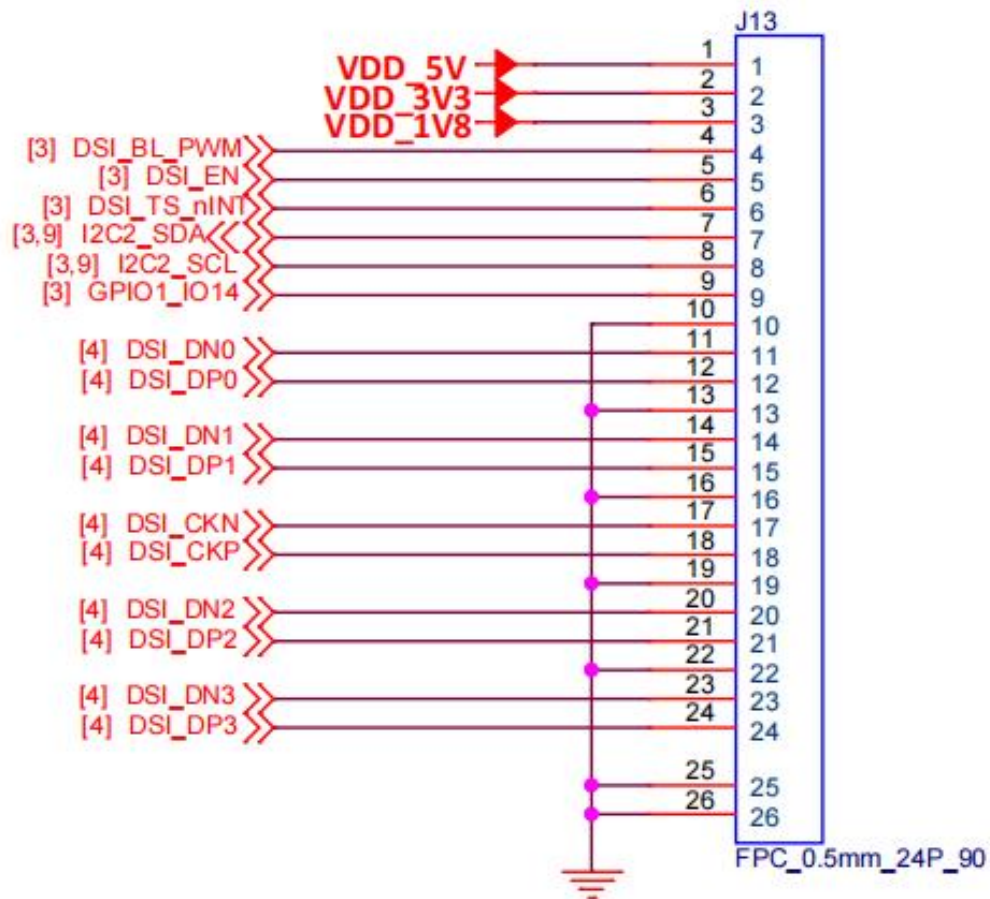 J13
VDD_5V 1 1
VDD_3V3 2 2
VDD_1V8 3 3
[3] DSI_BL_PWM 4 4
[3] DSI_EN 5 5
[3] DSI_TS_nINT 6 6
[3,9] I2C2_SDA 7 7
[3,9] I2C2_SCL 8 8
[3] GPIO1_IO14 9 9
10 10
[4] DSI_DN0 11 11
[4] DSI_DP0 12 12
13 13
[4] DSI_DN1 14 14
[4] DSI_DP1 15 15
16 16
[4] DSI_CKN 17 17
[4] DSI_CKP 18 18
19 19
[4] DSI_DN2 20 20
[4] DSI_DP2 21 21
22 22
[4] DSI_DN3 23 23
[4] DSI_DP3 24 24
25 25
26 26
FPC_0.5mm_24P_90